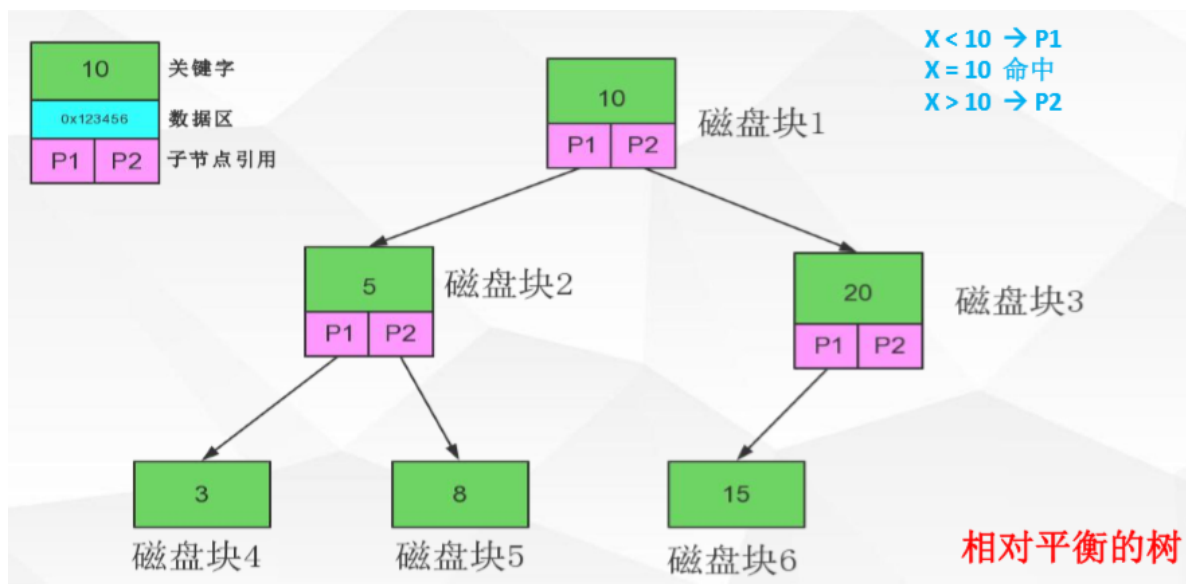 10 关键字
0x123456 数据区
P1 P2 子节点引用
X < 10 → P1
X = 10 命中
X > 10 → P2
10
P1 P2
磁盘块1
5
P1 P2
磁盘块2
20
P1 P2
磁盘块3
3
磁盘块4
8
磁盘块5
15
磁盘块6
相对平衡的树